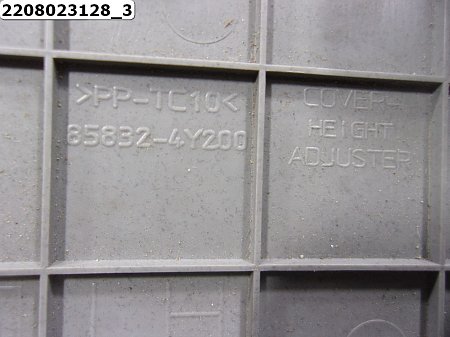 2208023128_3
>PP-TC10<
85832-4Y200
COVER-
HEIGHT
ADJUSTER